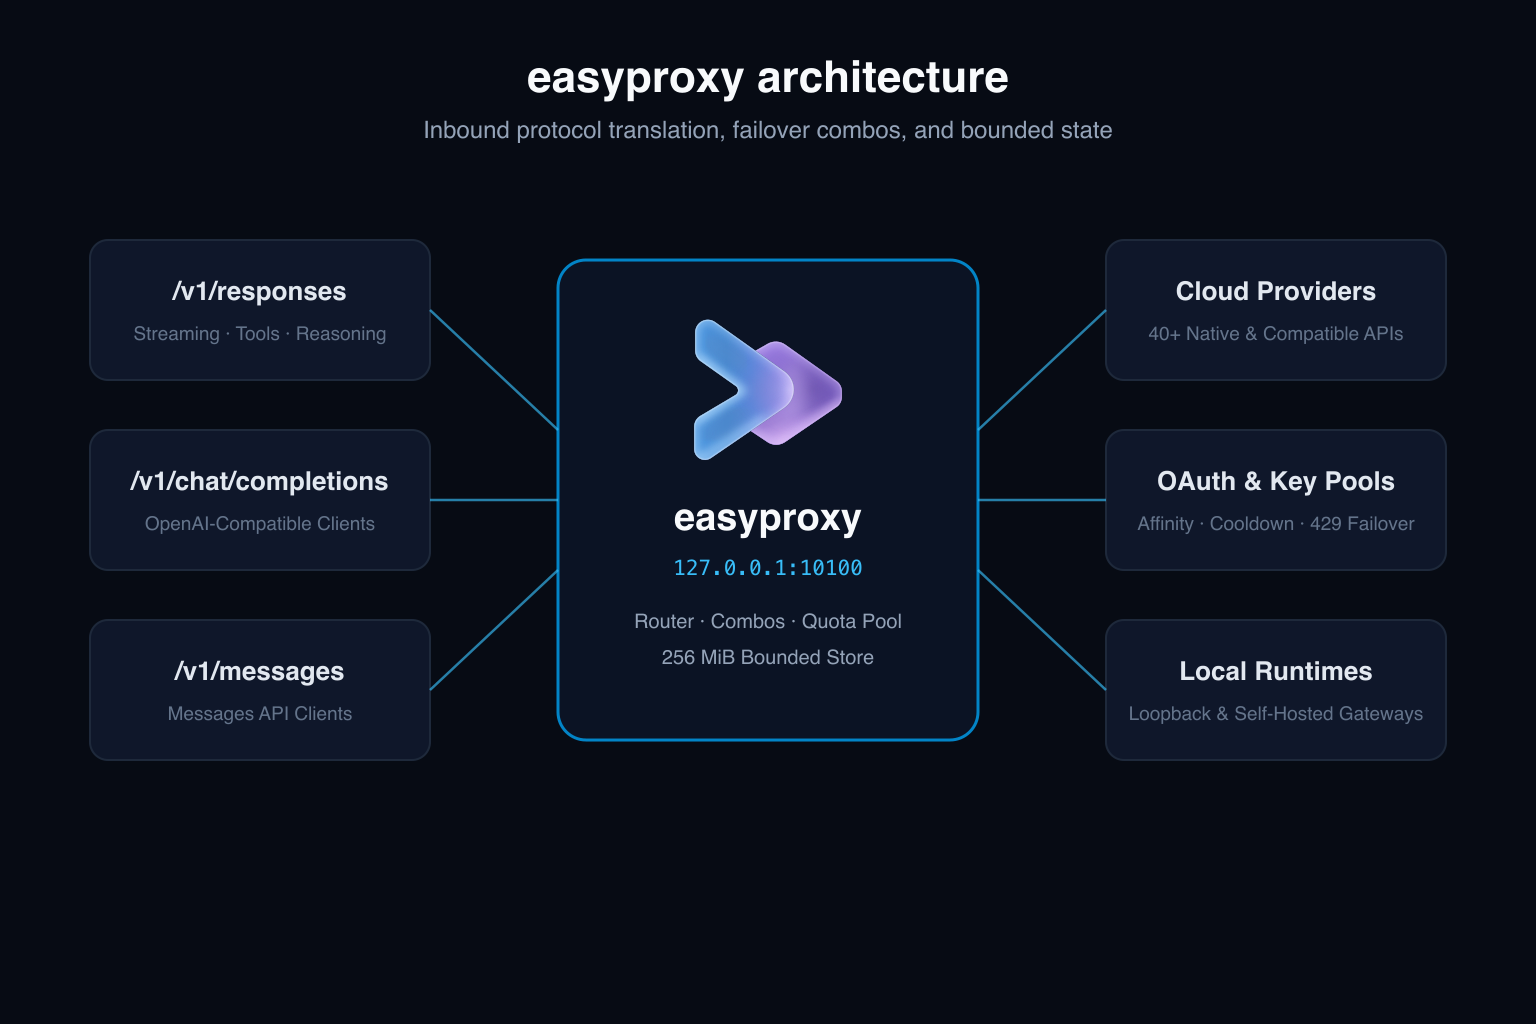 easyproxy architecture
Inbound protocol translation, failover combos, and bounded state
/v1/responses
Streaming · Tools · Reasoning
/v1/chat/completions
OpenAI-Compatible Clients
/v1/messages
Messages API Clients
easyproxy
127.0.0.1:10100
Router · Combos · Quota Pool
256 MiB Bounded Store
Cloud Providers
40+ Native & Compatible APIs
OAuth & Key Pools
Affinity · Cooldown · 429 Failover
Local Runtimes
Loopback & Self-Hosted Gateways